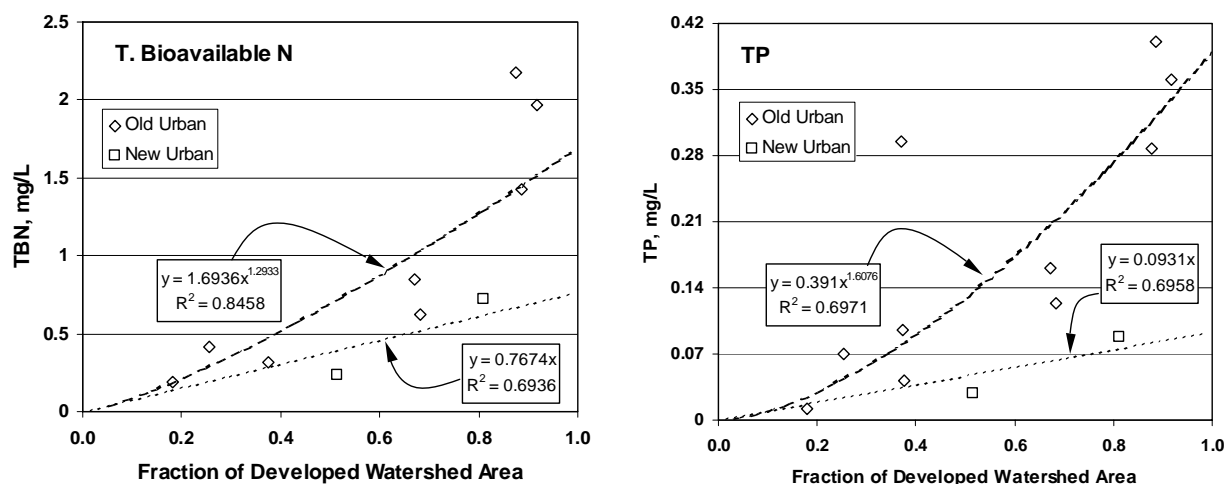 T. Bioavailable N
TBN, mg/L
2.5
2
1.5
1
0.5
0
◇ Old Urban
□ New Urban
y = 1.6936x^1.2933
R² = 0.8458
y = 0.7674x
R² = 0.6936
0.0 0.2 0.4 0.6 0.8 1.0
Fraction of Developed Watershed Area
TP
TP, mg/L
0.42
0.35
0.28
0.21
0.14
0.07
0
◇ Old Urban
□ New Urban
y = 0.391x^1.6076
R² = 0.6971
y = 0.0931x
R² = 0.6958
0.0 0.2 0.4 0.6 0.8 1.0
Fraction of Developed Watershed Area